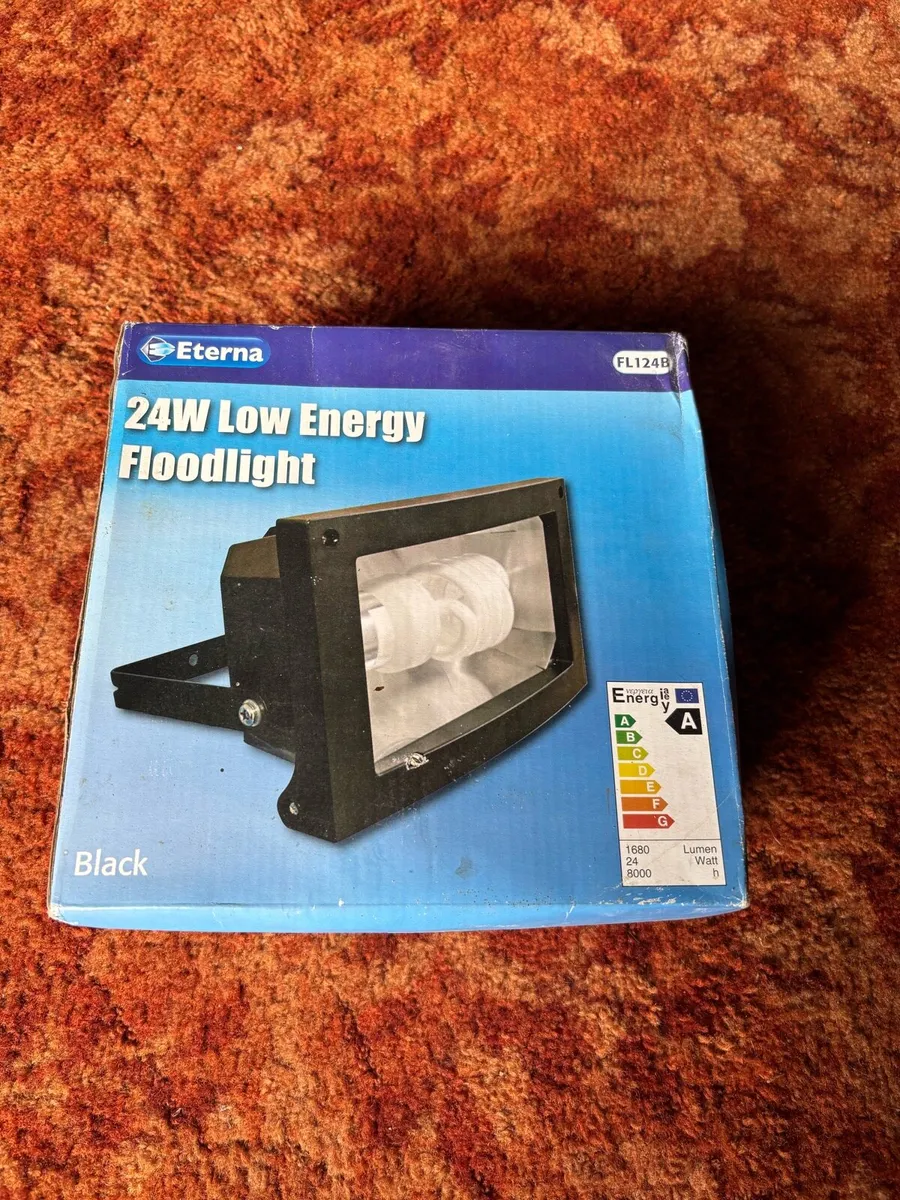 Eterna
FL124B
24W Low Energy
Floodlight
Energy
A
A
B
C
D
E
F
G
1680 Lumen
24 Watt
8000 h
Black